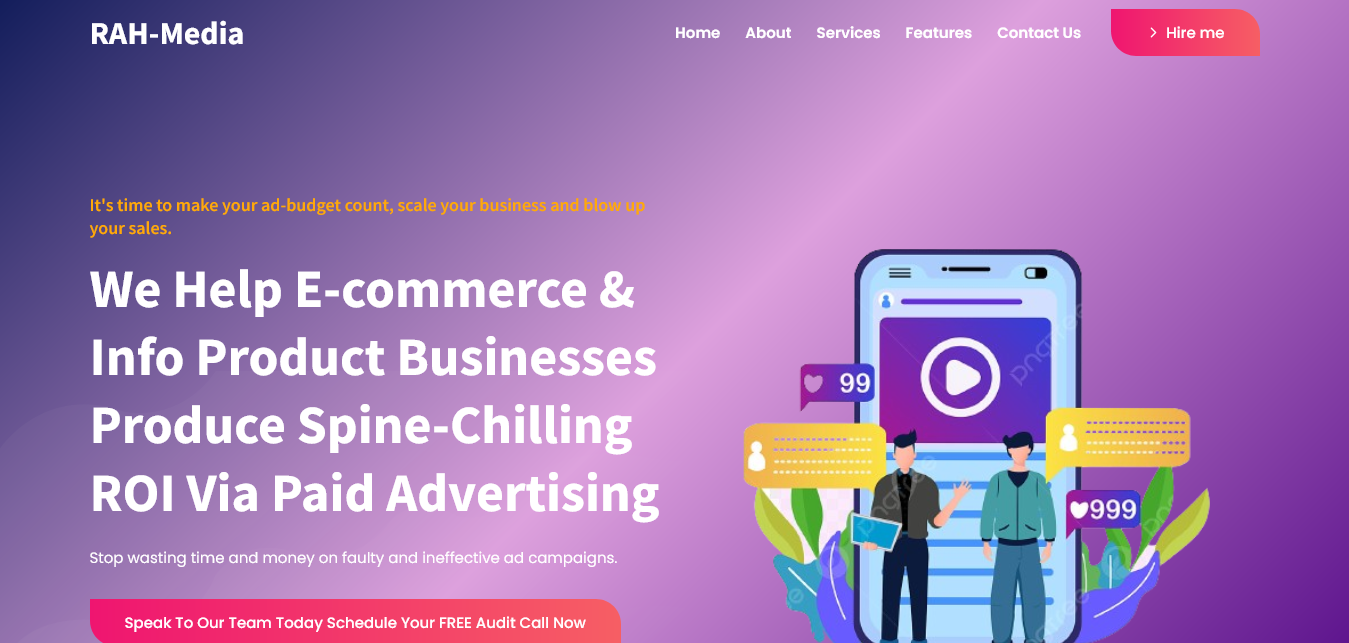 RAH-Media
Home About Services Features Contact Us Hire me
It's time to make your ad-budget count, scale your business and blow up
your sales.
We Help E-commerce &
Info Product Businesses
Produce Spine-Chilling
ROI Via Paid Advertising
Stop wasting time and money on faulty and ineffective ad campaigns.
Speak To Our Team Today Schedule Your FREE Audit Call Now
99
999
pngtree
pngtree
pngtree